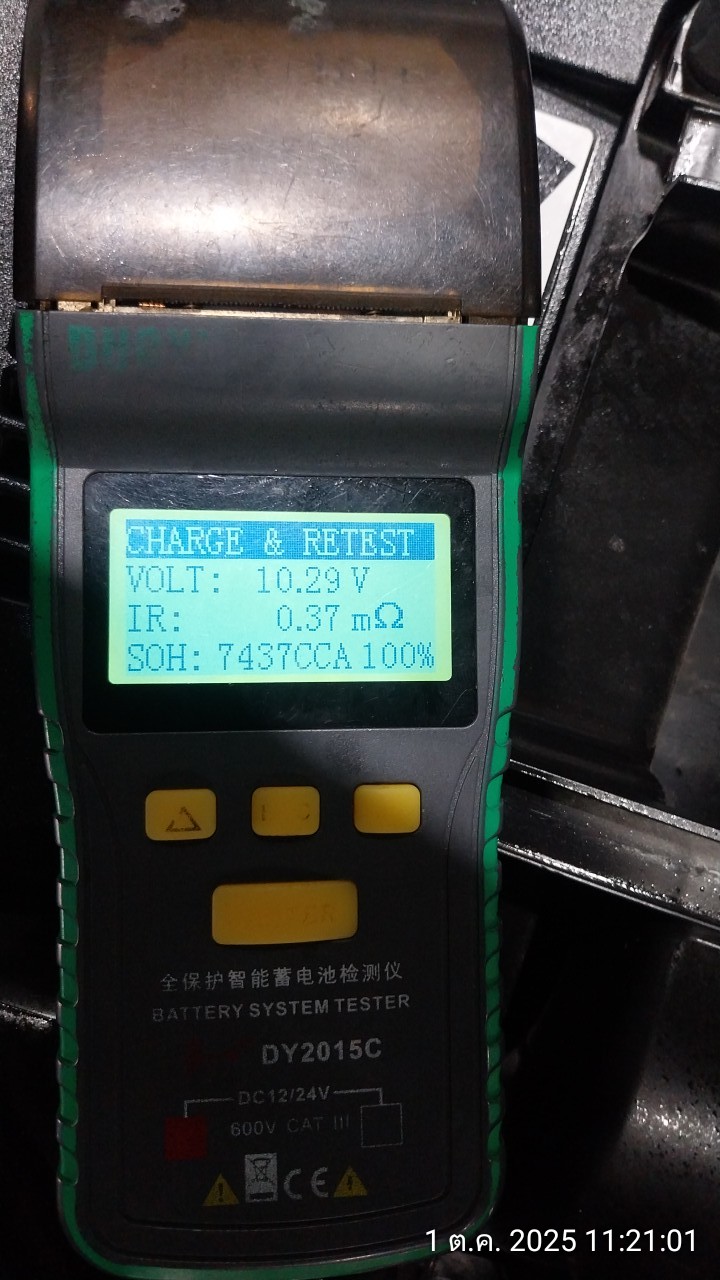 CHARGE & RETEST
VOLT: 10.29 V
IR: 0.37 mΩ
SOH: 7437CCA 100%
全保护智能蓄电池检测仪
BATTERY SYSTEM TESTER
DY2015C
DC12/24V
600V CAT III
CE
1 ต.ค. 2025 11:21:01